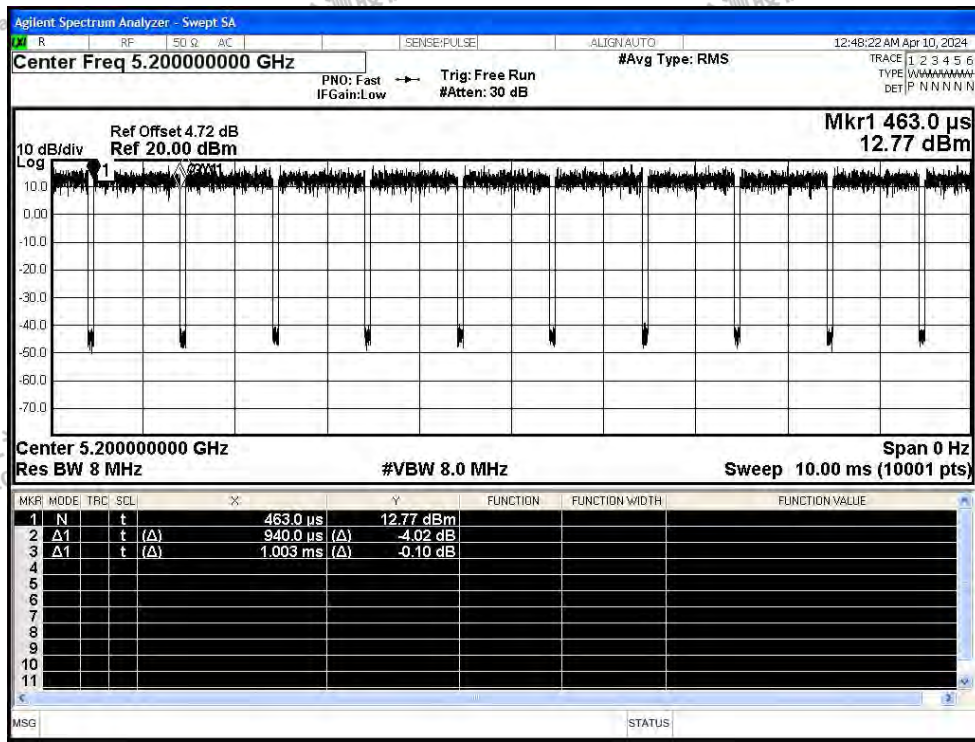 Agilent Spectrum Analyzer - Swept SA
R RF 50 Ω AC SENSE:PULSE ALIGN AUTO 12:48:22 AM Apr 10, 2024
Center Freq 5.200000000 GHz #Avg Type: RMS TRACE 1 2 3 4 5 6
PNO: Fast Trig: Free Run TYPE WWWWWW
IFGain:Low #Atten: 30 dB DET P N N N N N
Mkr1 463.0 µs
Ref Offset 4.72 dB
10 dB/div Ref 20.00 dBm 12.77 dBm
Log
1
10.0
0.00
-10.0
-20.0
-30.0
-40.0
-50.0
-60.0
-70.0
Center 5.200000000 GHz Span 0 Hz
Res BW 8 MHz #VBW 8.0 MHz Sweep 10.00 ms (10001 pts)
MKR MODE TRC SCL X Y FUNCTION FUNCTION WIDTH FUNCTION VALUE
1 N t 463.0 µs 12.77 dBm
2 Δ1 t (Δ) 940.0 µs (Δ) -4.02 dB
3 Δ1 t (Δ) 1.003 ms (Δ) -0.10 dB
4
5
6
7
8
9
10
11
MSG STATUS